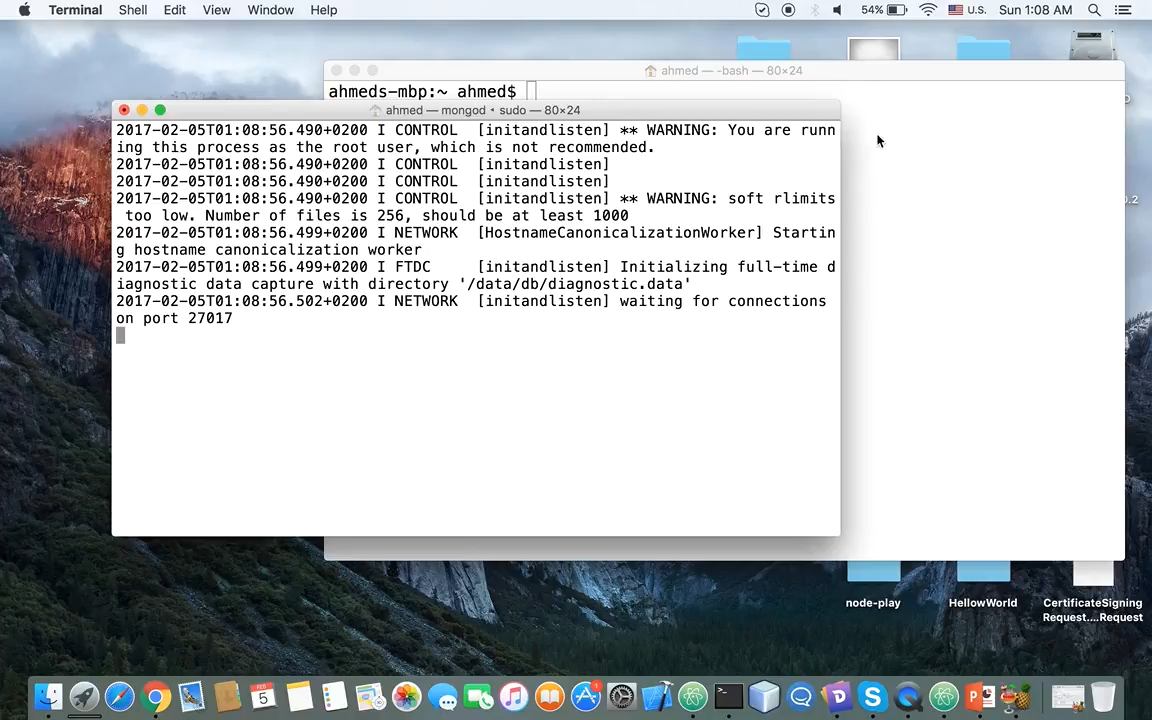 Terminal Shell Edit View Window Help 54% U.S. Sun 1:08 AM
ahmed — -bash — 80×24
ahmeds-mbp:~ ahmed$
ahmed — mongod • sudo — 80×24
2017-02-05T01:08:56.490+0200 I CONTROL  [initandlisten] ** WARNING: You are runn
ing this process as the root user, which is not recommended.
2017-02-05T01:08:56.490+0200 I CONTROL  [initandlisten]
2017-02-05T01:08:56.490+0200 I CONTROL  [initandlisten]
2017-02-05T01:08:56.490+0200 I CONTROL  [initandlisten] ** WARNING: soft rlimits
 too low. Number of files is 256, should be at least 1000
2017-02-05T01:08:56.499+0200 I NETWORK  [HostnameCanonicalizationWorker] Startin
g hostname canonicalization worker
2017-02-05T01:08:56.499+0200 I FTDC     [initandlisten] Initializing full-time d
iagnostic data capture with directory '/data/db/diagnostic.data'
2017-02-05T01:08:56.502+0200 I NETWORK  [initandlisten] waiting for connections
on port 27017
node-play
HellowWorld
CertificateSigning
Request....Request
FEB
5
1